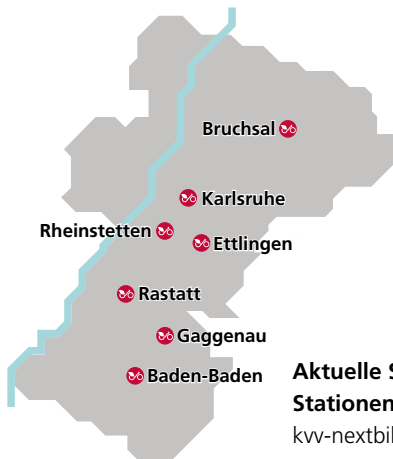 Bruchsal
Karlsruhe
Rheinstetten
Ettlingen
Rastatt
Gaggenau
Baden-Baden
Aktuelle
Stationen